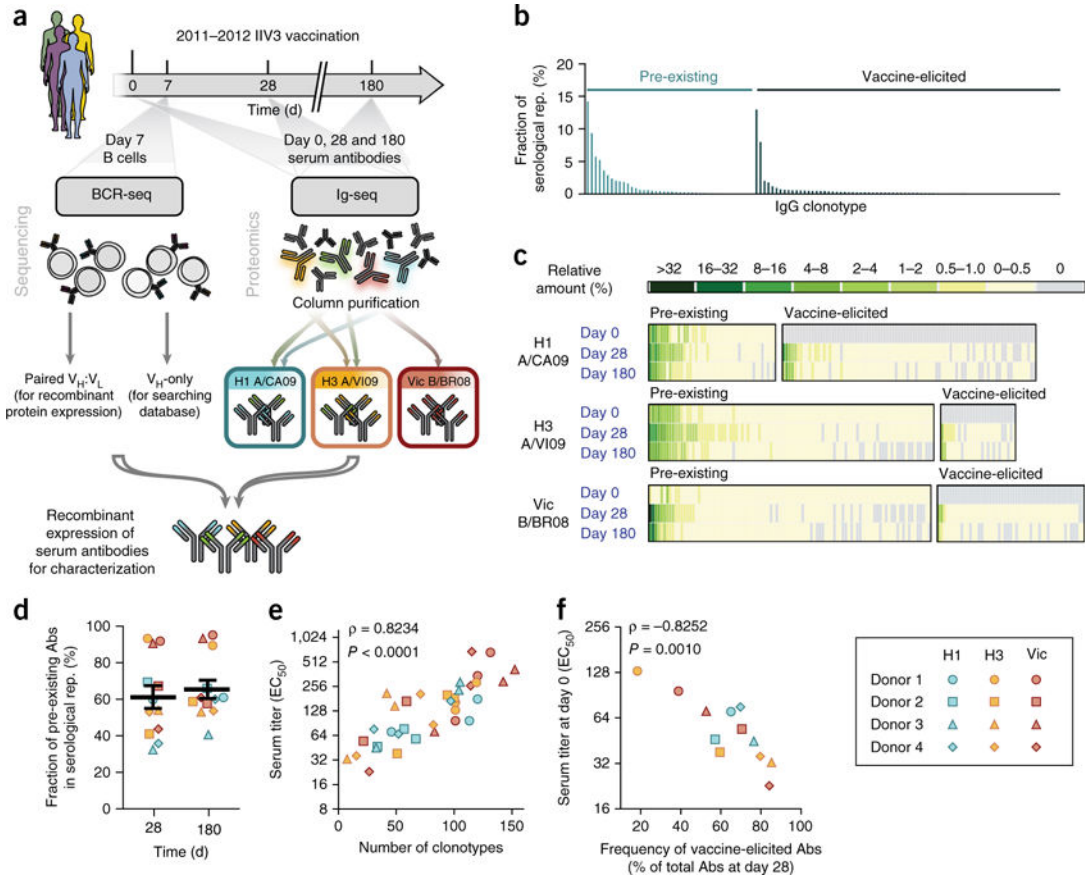 a
2011–2012 IIV3 vaccination
0 7 28 180
Time (d)
Day 7
B cells
Day 0, 28 and 180
serum antibodies
BCR-seq
Ig-seq
Sequencing
Proteomics
Column purification
Paired VH:VL
(for recombinant
protein expression)
VH-only
(for searching
database)
H1 A/CA09
H3 A/VI09
Vic B/BR08
Recombinant
expression of
serum antibodies
for characterization
b
Pre-existing
Vaccine-elicited
Fraction of
serological rep. (%)
20
15
10
5
0
IgG clonotype
c
Relative
amount (%)
>32 16–32 8–16 4–8 2–4 1–2 0.5–1.0 0–0.5 0
Pre-existing Vaccine-elicited
H1
A/CA09
Day 0
Day 28
Day 180
Pre-existing Vaccine-elicited
H3
A/VI09
Day 0
Day 28
Day 180
Pre-existing Vaccine-elicited
Vic
B/BR08
Day 0
Day 28
Day 180
d
Fraction of pre-existing Abs
in serological rep. (%)
100
80
60
40
20
0
28 180
Time (d)
e
ρ = 0.8234
P < 0.0001
Serum titer (EC50)
1,024
512
256
128
64
32
16
8
0 50 100 150
Number of clonotypes
f
ρ = –0.8252
P = 0.0010
Serum titer at day 0 (EC50)
256
128
64
32
16
20 40 60 80 100
Frequency of vaccine-elicited Abs
(% of total Abs at day 28)
H1 H3 Vic
Donor 1
Donor 2
Donor 3
Donor 4